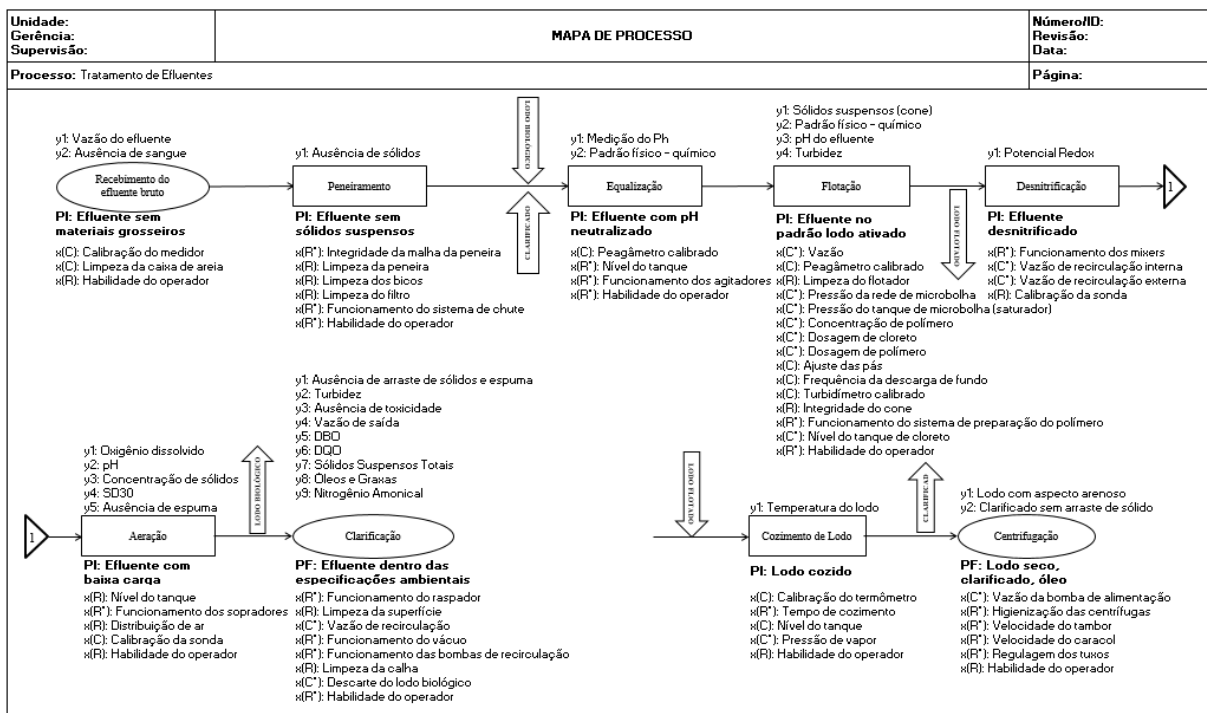 Unidade:
Gerência:
Supervisão:
MAPA DE PROCESSO
Número/ID:
Revisão:
Data:
Processo: Tratamento de Efluentes
Página:
y1: Vazão do efluente
y2: Ausência de sangue
Recebimento do
efluente bruto
PI: Efluente sem
materiais grosseiros
x(C): Calibração do medidor
x(C): Limpeza da caixa de areia
x(R): Habilidade do operador
y1: Ausência de sólidos
Peneiramento
PI: Efluente sem
sólidos suspensos
x(R*): Integridade da malha da peneira
x(R): Limpeza da peneira
x(R): Limpeza dos bicos
x(R): Limpeza do filtro
x(R*): Funcionamento do sistema de chute
x(R*): Habilidade do operador
LODO BIOLÓGICO
CLARIFICADO
y1: Medição do Ph
y2: Padrão físico - químico
Equalização
PI: Efluente com pH
neutralizado
x(C): Peagâmetro calibrado
x(R*): Nível do tanque
x(R*): Funcionamento dos agitadores
x(R*): Habilidade do operador
y1: Sólidos suspensos (cone)
y2: Padrão físico - químico
y3: pH do efluente
y4: Turbidez
Flotação
PI: Efluente no
padrão lodo ativado
x(C*): Vazão
x(C): Peagâmetro calibrado
x(R): Limpeza do flotador
x(C*): Pressão da rede de microbolha
x(C*): Pressão do tanque de microbolha (saturador)
x(C*): Concentração de polímero
x(C*): Dosagem de cloreto
x(C*): Dosagem de polímero
x(C): Ajuste das pás
x(C): Frequência da descarga de fundo
x(C): Turbidímetro calibrado
x(R): Integridade do cone
x(R*): Funcionamento do sistema de preparação do polímero
x(C*): Nível do tanque de cloreto
x(R*): Habilidade do operador
LODO FLOTADO
y1: Potencial Redox
Desnitrificação
PI: Efluente
desnitrificado
x(R*): Funcionamento dos mixers
x(C*): Vazão de recirculação interna
x(C*): Vazão de recirculação externa
x(R): Calibração da sonda
1
1
y1: Oxigênio dissolvido
y2: pH
y3: Concentração de sólidos
y4: SD30
y5: Ausência de espuma
Aeração
PI: Efluente com
baixa carga
x(R): Nível do tanque
x(R*): Funcionamento dos sopradores
x(R): Distribuição de ar
x(C): Calibração da sonda
x(R): Habilidade do operador
LODO BIOLÓGICO
y1: Ausência de arraste de sólidos e espuma
y2: Turbidez
y3: Ausência de toxicidade
y4: Vazão de saída
y5: DBO
y6: DQO
y7: Sólidos Suspensos Totais
y8: Óleos e Graxas
y9: Nitrogênio Amonical
Clarificação
PF: Efluente dentro das
especificações ambientais
x(R*): Funcionamento do raspador
x(R): Limpeza da superfície
x(C*): Vazão de recirculação
x(R*): Funcionamento do vácuo
x(R*): Funcionamento das bombas de recirculação
x(R): Limpeza da calha
x(C*): Descarte do lodo biológico
x(R*): Habilidade do operador
LODO FLOTADO
y1: Temperatura do lodo
Cozimento de Lodo
PI: Lodo cozido
x(C): Calibração do termômetro
x(R*): Tempo de cozimento
x(C): Nível do tanque
x(C*): Pressão de vapor
x(R): Habilidade do operador
CLARIFICAD
y1: Lodo com aspecto arenoso
y2: Clarificado sem arraste de sólido
Centrifugação
PF: Lodo seco,
clarificado, óleo
x(C*): Vazão da bomba de alimentação
x(R*): Higienização das centrífugas
x(R*): Velocidade do tambor
x(R*): Velocidade do caracol
x(R*): Regulagem dos tuxos
x(R): Habilidade do operador